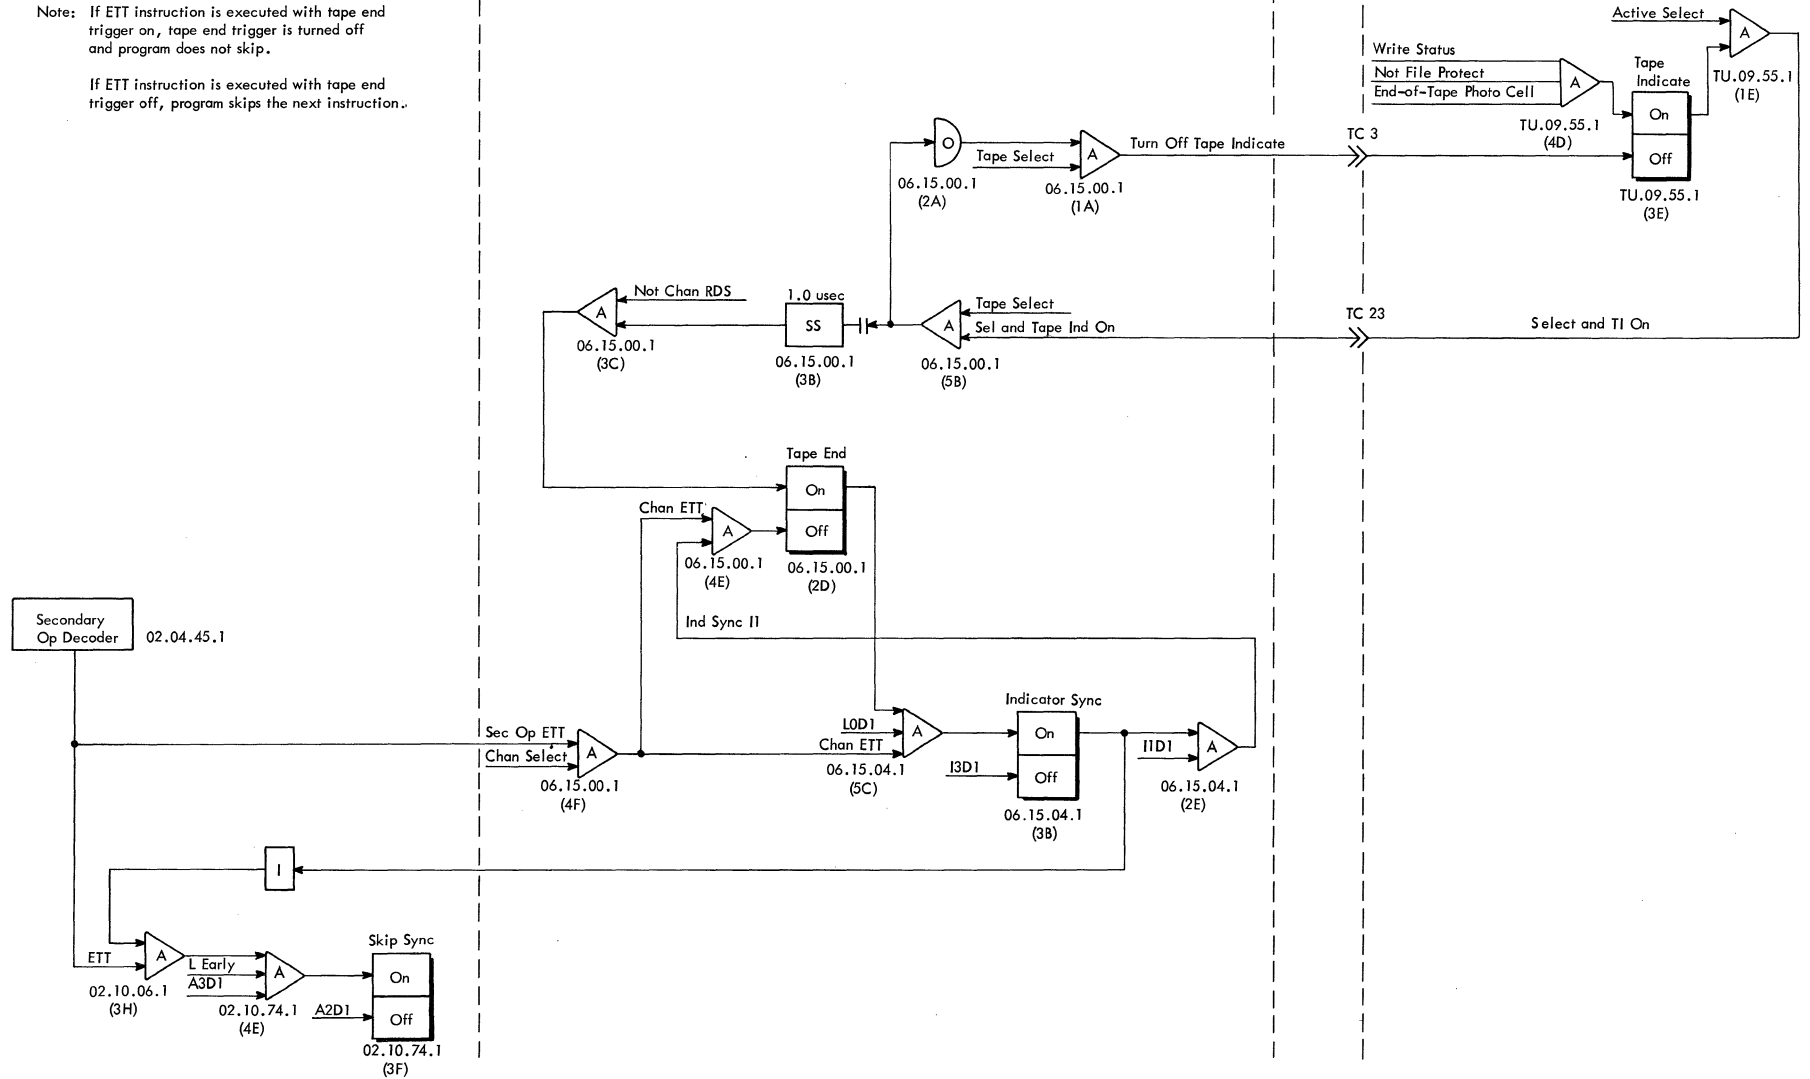 Note: If ETT instruction is executed with tape end
trigger on, tape end trigger is turned off
and program does not skip.
If ETT instruction is executed with tape end
trigger off, program skips the next instruction.
Active Select
A
TU.09.55.1
(1E)
Write Status
Not File Protect
End-of-Tape Photo Cell
A
TU.09.55.1
(4D)
Tape
Indicate
On
Off
TU.09.55.1
(3E)
O
06.15.00.1
(2A)
Tape Select
A
06.15.00.1
(1A)
Turn Off Tape Indicate
TC 3
Not Chan RDS
A
06.15.00.1
(3C)
1.0 usec
SS
06.15.00.1
(3B)
Tape Select
Sel and Tape Ind On
A
06.15.00.1
(5B)
TC 23
Select and TI On
Tape End
On
Off
06.15.00.1
(2D)
Chan ETT
A
06.15.00.1
(4E)
Ind Sync I1
Secondary
Op Decoder
02.04.45.1
Sec Op ETT
Chan Select
A
06.15.00.1
(4F)
L0D1
Chan ETT
A
06.15.04.1
(5C)
Indicator Sync
On
Off
I3D1
06.15.04.1
(3B)
I1D1
A
06.15.04.1
(2E)
I
ETT
A
02.10.06.1
(3H)
L Early
A3D1
A
02.10.74.1
(4E)
Skip Sync
On
Off
A2D1
02.10.74.1
(3F)